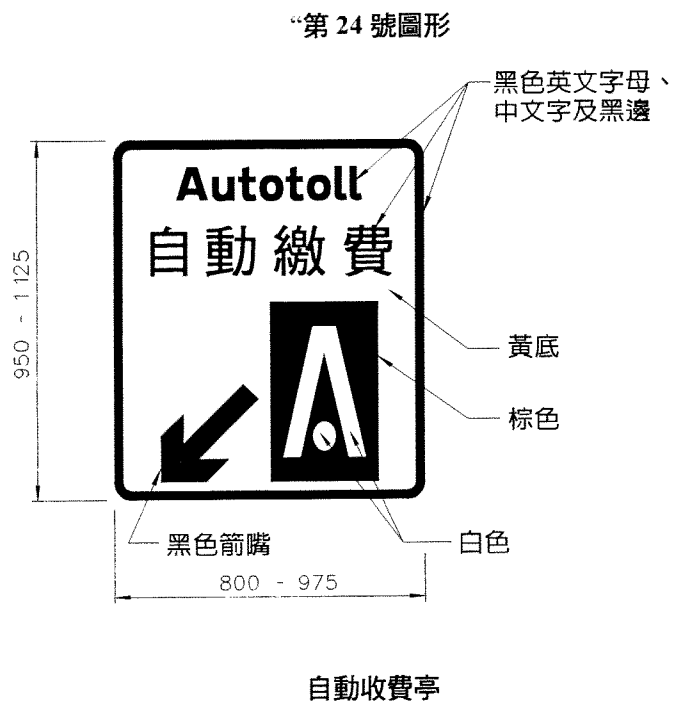 “第 24 號圖形
黑色英文字母、
中文字及黑邊
Autotoll
自動繳費
950 - 1125
黃底
棕色
黑色箭嘴
白色
800 - 975
自動收費亭